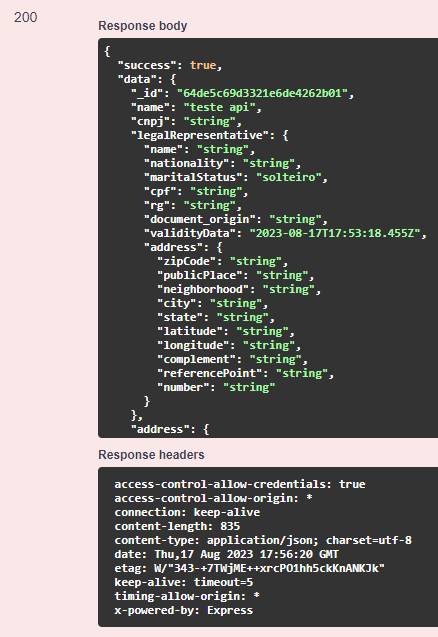 200
Response body
{
  "success": true,
  "data": {
    "_id": "64de5c69d3321e6de4262b01",
    "name": "teste api",
    "cnpj": "string",
    "legalRepresentative": {
      "name": "string",
      "nationality": "string",
      "maritalStatus": "solteiro",
      "cpf": "string",
      "rg": "string",
      "document_origin": "string",
      "validityData": "2023-08-17T17:53:18.455Z",
      "address": {
        "zipCode": "string",
        "publicPlace": "string",
        "neighborhood": "string",
        "city": "string",
        "state": "string",
        "latitude": "string",
        "longitude": "string",
        "complement": "string",
        "referencePoint": "string",
        "number": "string"
      }
    },
    "address": {
Response headers
access-control-allow-credentials: true
access-control-allow-origin: *
connection: keep-alive
content-length: 835
content-type: application/json; charset=utf-8
date: Thu,17 Aug 2023 17:56:20 GMT
etag: W/"343-+7TWjME++xrcPO1hh5ckKnANKJk"
keep-alive: timeout=5
timing-allow-origin: *
x-powered-by: Express